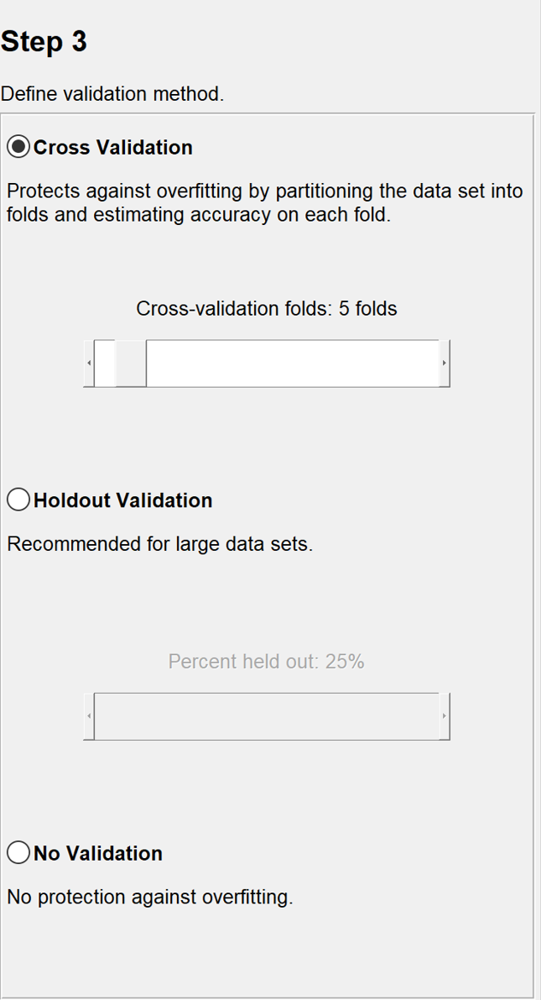 Step 3
Define validation method.
Cross Validation
Protects against overfitting by partitioning the data set into
folds and estimating accuracy on each fold.
Cross-validation folds: 5 folds
Holdout Validation
Recommended for large data sets.
Percent held out: 25%
No Validation
No protection against overfitting.